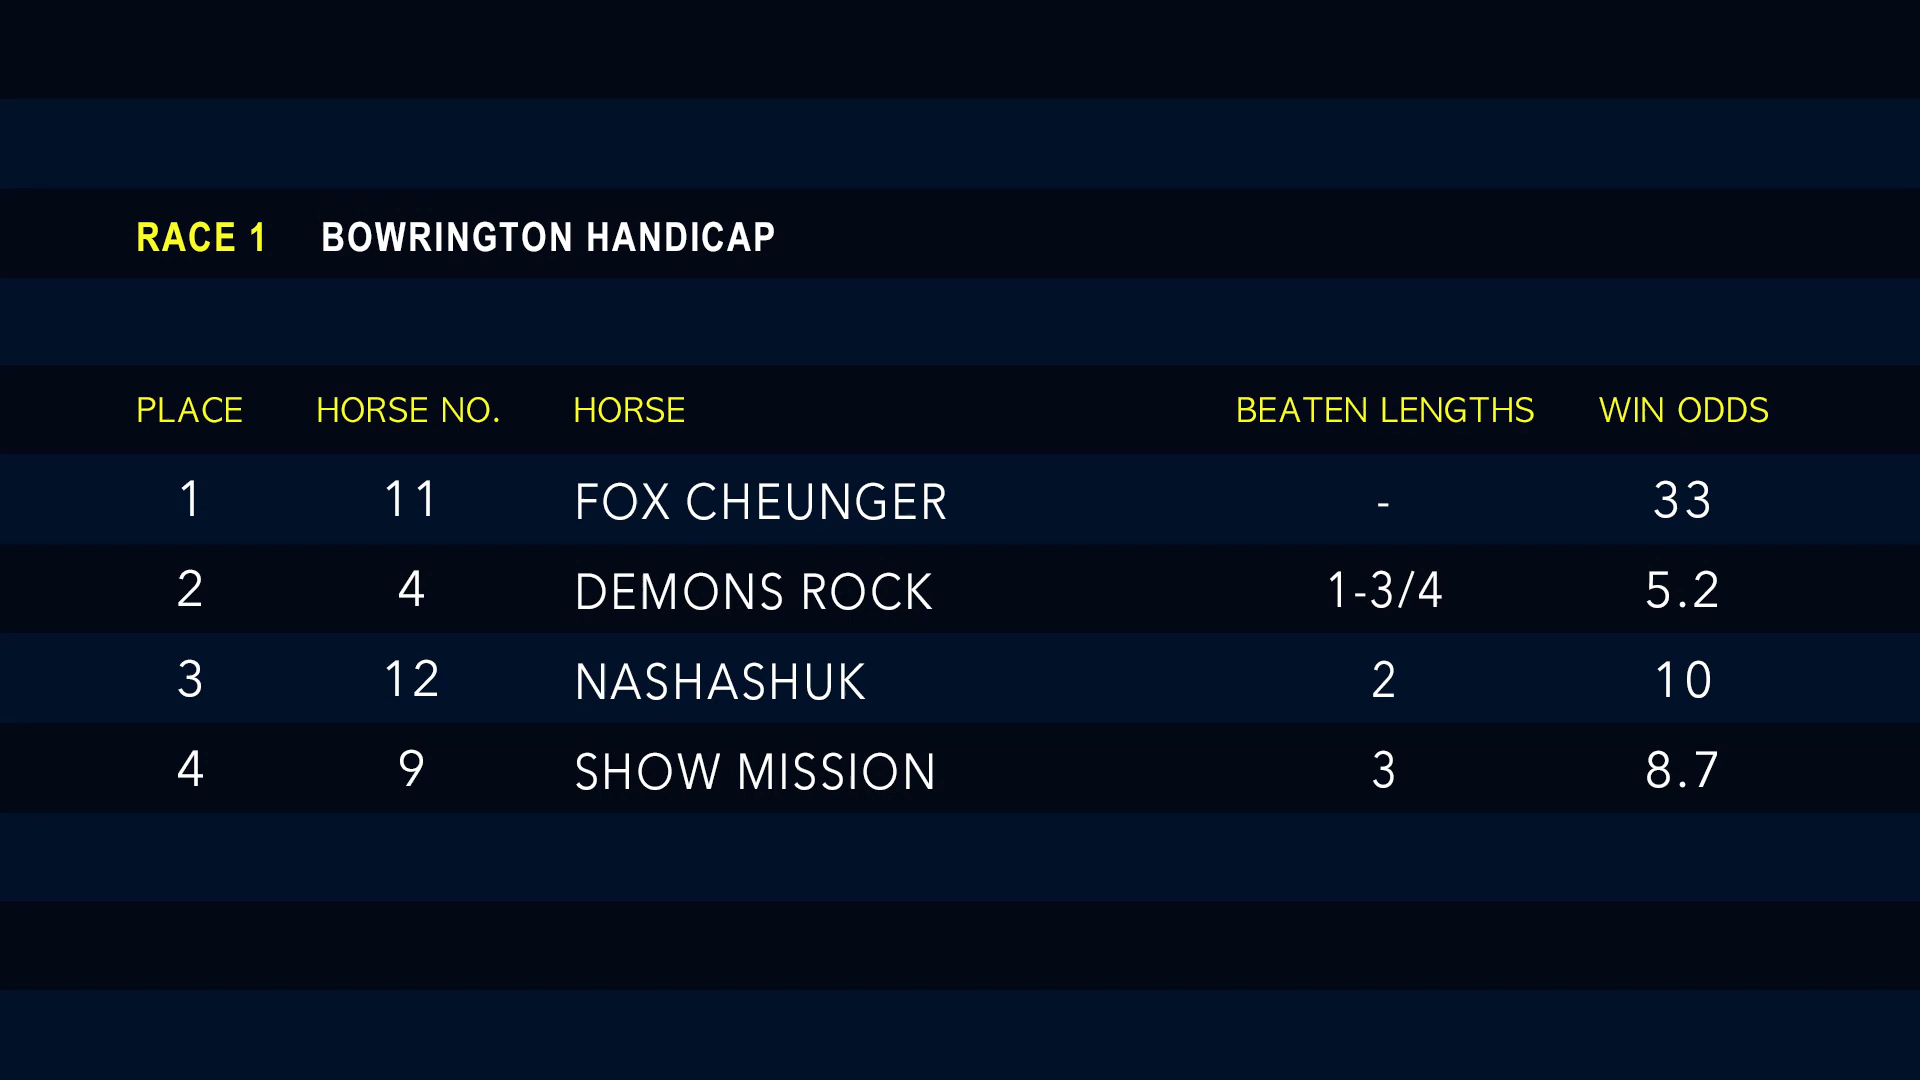 RACE 1 BOWRINGTON HANDICAP
PLACE HORSE NO. HORSE BEATEN LENGTHS WIN ODDS
1 11 FOX CHEUNGER - 33
2 4 DEMONS ROCK 1-3/4 5.2
3 12 NASHASHUK 2 10
4 9 SHOW MISSION 3 8.7